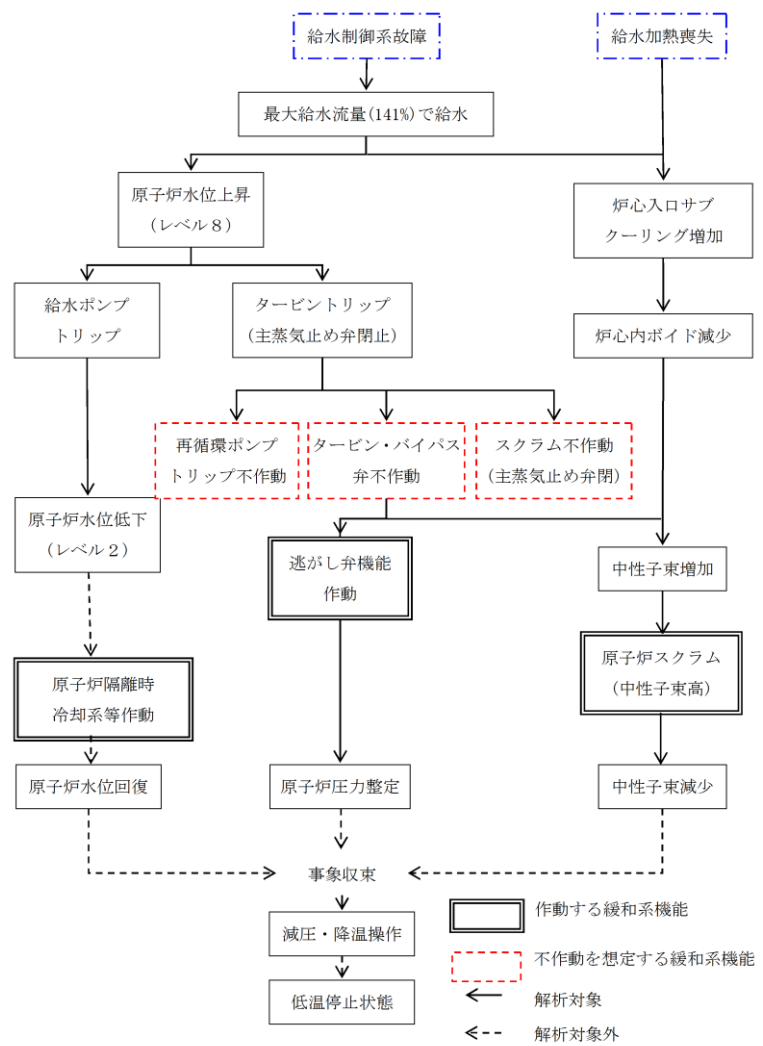 給水制御系故障
給水加熱喪失
最大給水流量(141%)で給水
原子炉水位上昇
(レベル８)
炉心入口サブ
クーリング増加
給水ポンプ
トリップ
タービントリップ
(主蒸気止め弁閉止)
炉心内ボイド減少
再循環ポンプ
トリップ不作動
タービン・バイパス
弁不作動
スクラム不作動
(主蒸気止め弁閉)
原子炉水位低下
(レベル２)
逃がし弁機能
作動
中性子束増加
原子炉隔離時
冷却系等作動
原子炉スクラム
(中性子束高)
原子炉水位回復
原子炉圧力整定
中性子束減少
事象収束
減圧・降温操作
低温停止状態
作動する緩和系機能
不作動を想定する緩和系機能
解析対象
解析対象外